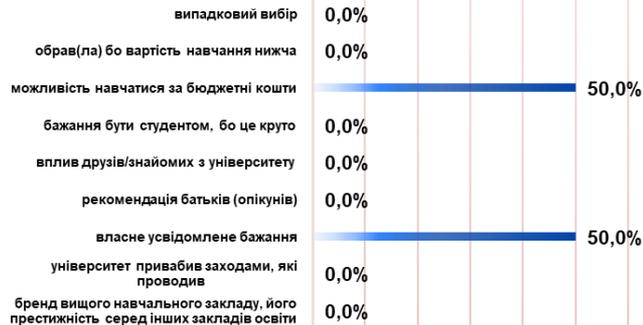 випадковий вибір
0,0%
обрав(ла) бо вартість навчання нижча
0,0%
можливість навчатися за бюджетні кошти
50,0%
бажання бути студентом, бо це круто
0,0%
вплив друзів/знайомих з університету
0,0%
рекомендація батьків (опікунів)
0,0%
власне усвідомлене бажання
50,0%
університет привабив заходами, які
проводив
0,0%
бренд вищого навчального закладу, його
престижність серед інших закладів освіти
0,0%